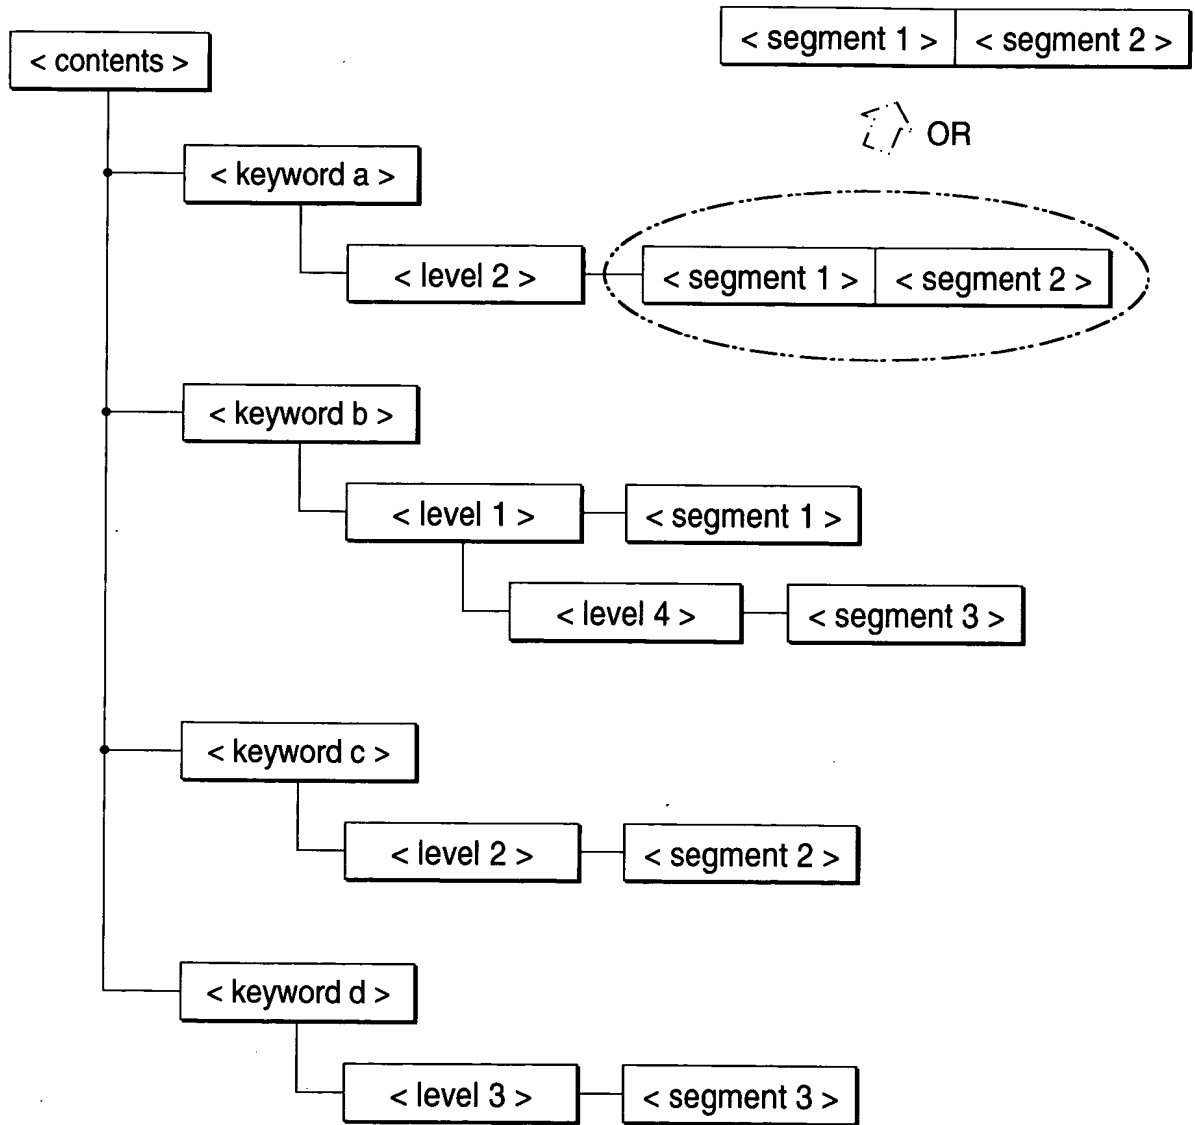 < segment 1 > < segment 2 >
< contents >
OR
< keyword a >
< level 2 > < segment 1 > < segment 2 >
< keyword b >
< level 1 > < segment 1 >
< level 4 > < segment 3 >
< keyword c >
< level 2 > < segment 2 >
< keyword d >
< level 3 > < segment 3 >